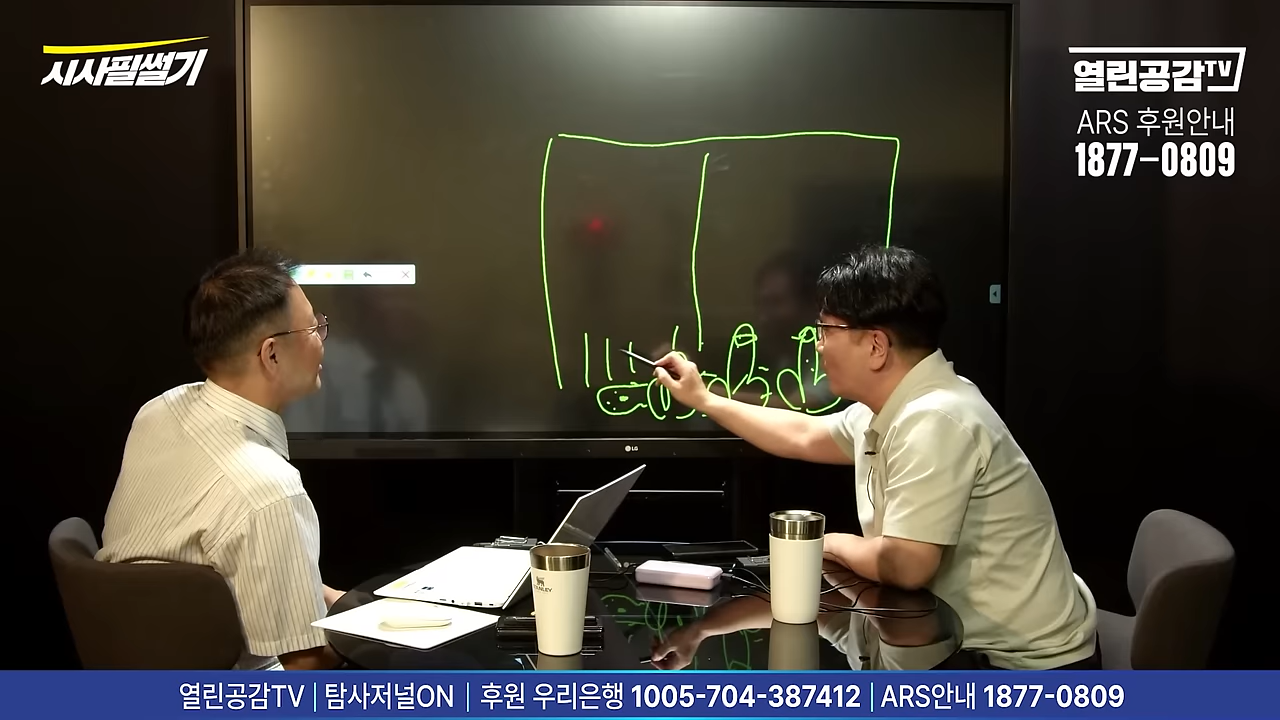 시사필썰기
열린공감TV
ARS 후원안내
1877-0809
LG
STANLEY
열린공감TV | 탐사저널ON | 후원 우리은행 1005-704-387412 | ARS안내 1877-0809